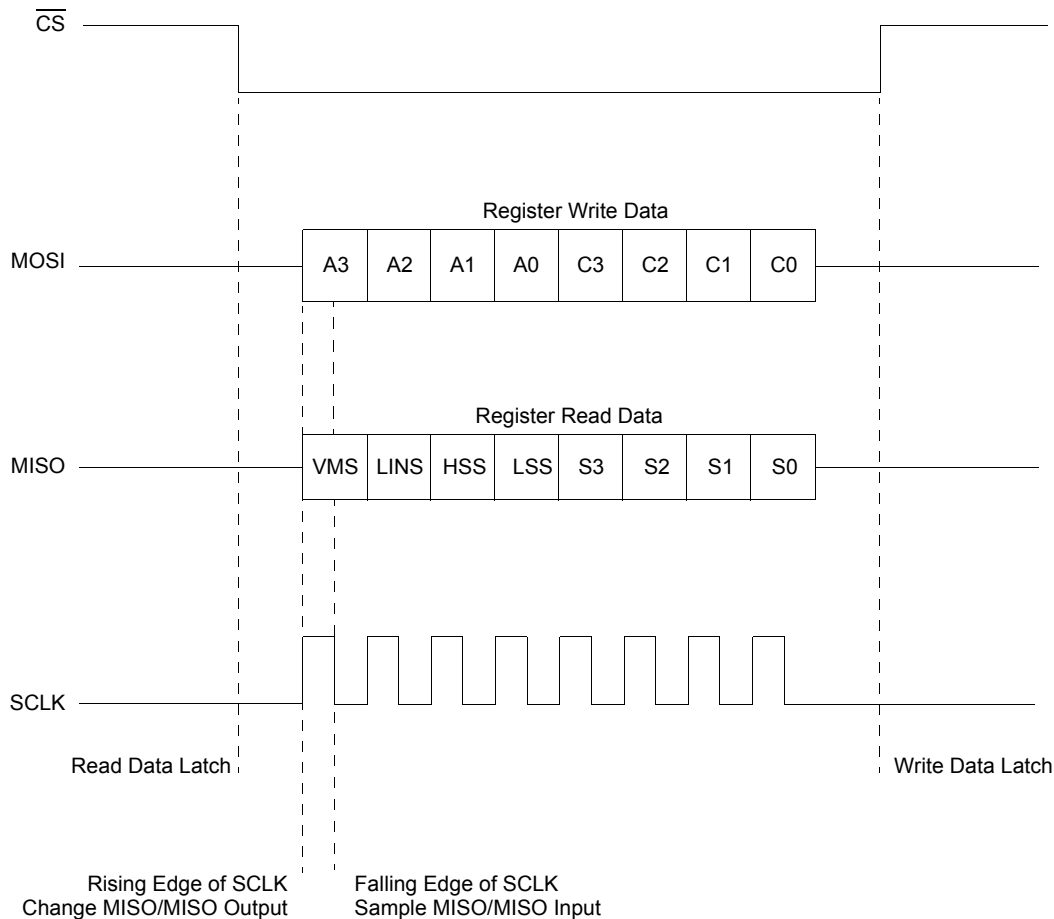 CS
Register Write Data
MOSI
A3 A2 A1 A0 C3 C2 C1 C0
Register Read Data
MISO
VMS LINS HSS LSS S3 S2 S1 S0
SCLK
Read Data Latch
Write Data Latch
Rising Edge of SCLK
Change MISO/MISO Output
Falling Edge of SCLK
Sample MISO/MISO Input